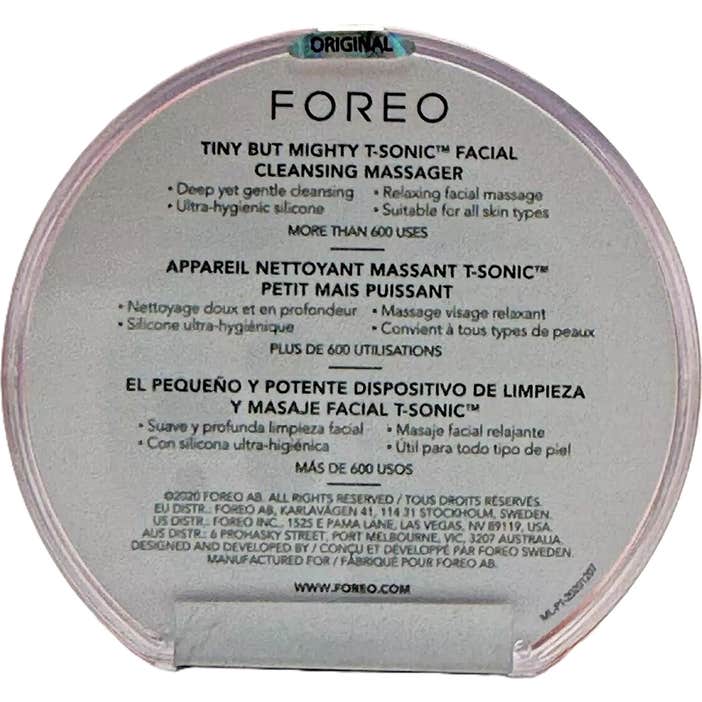 ORIGINAL
FOREO
TINY BUT MIGHTY T-SONIC™ FACIAL
CLEANSING MASSAGER
• Deep yet gentle cleansing • Relaxing facial massage
• Ultra-hygienic silicone • Suitable for all skin types
MORE THAN 600 USES
APPAREIL NETTOYANT MASSANT T-SONIC™
PETIT MAIS PUISSANT
• Nettoyage doux et en profondeur • Massage visage relaxant
• Silicone ultra-hygiénique • Convient à tous types de peaux
PLUS DE 600 UTILISATIONS
EL PEQUEÑO Y POTENTE DISPOSITIVO DE LIMPIEZA
Y MASAJE FACIAL T-SONIC™
• Suave y profunda limpieza facial • Masaje facial relajante
• Con silicona ultra-higiénica • Útil para todo tipo de piel
MÁS DE 600 USOS
©2020 FOREO AB. ALL RIGHTS RESERVED / TOUS DROITS RÉSERVÉS.
EU DISTR.: FOREO AB, KARLAVÄGEN 41, 114 31 STOCKHOLM, SWEDEN.
US DISTR.: FOREO INC., 1525 E PAMA LANE, LAS VEGAS, NV 89119, USA.
AUS DISTR.: 6 PROHASKY STREET, PORT MELBOURNE, VIC, 3207 AUSTRALIA.
DESIGNED AND DEVELOPED BY / CONÇU ET DÉVELOPPÉ PAR FOREO SWEDEN.
MANUFACTURED FOR / FABRIQUÉ POUR FOREO AB.
WWW.FOREO.COM
ML-P1-20201207